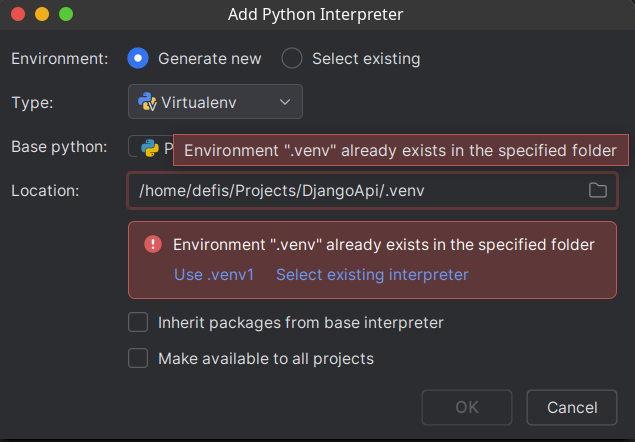 Add Python Interpreter
Environment: Generate new Select existing
Type: Virtualenv
Base python: P
Environment ".venv" already exists in the specified folder
Location: /home/defis/Projects/DjangoApi/.venv
Environment ".venv" already exists in the specified folder
Use .venv1 Select existing interpreter
Inherit packages from base interpreter
Make available to all projects
OK Cancel